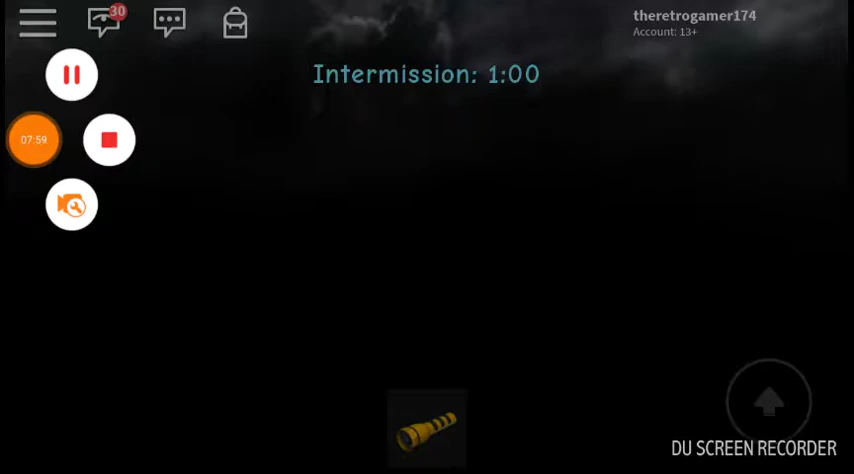 30
theretrogamer174
Account: 13+
Intermission: 1:00
07:59
DU SCREEN RECORDER